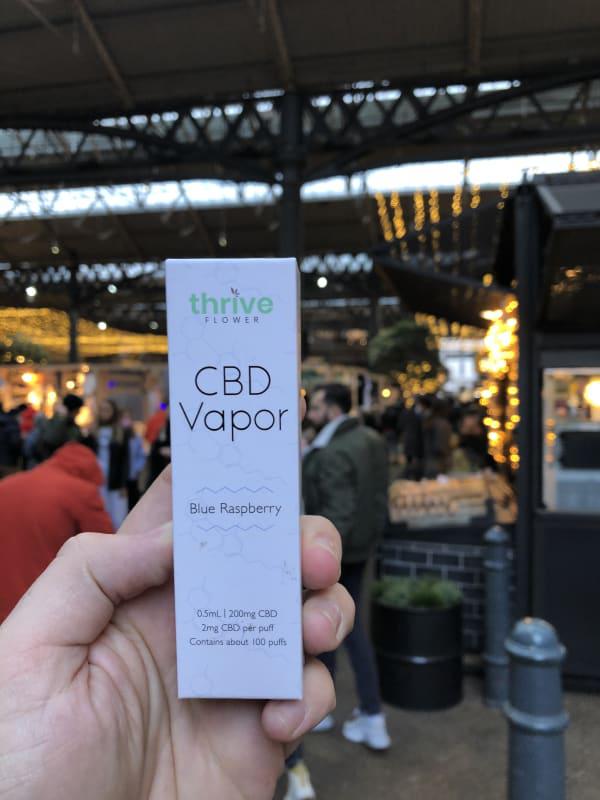 thrive
FLOWER
CBD
Vapor
Blue Raspberry
0.5mL | 200mg CBD
2mg CBD per puff
Contains about 100 puffs